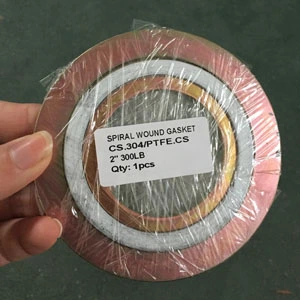 SPIRAL WOUND GASKET
CS.304/PTFE.CS
2" 300LB
Qty: 1pcs